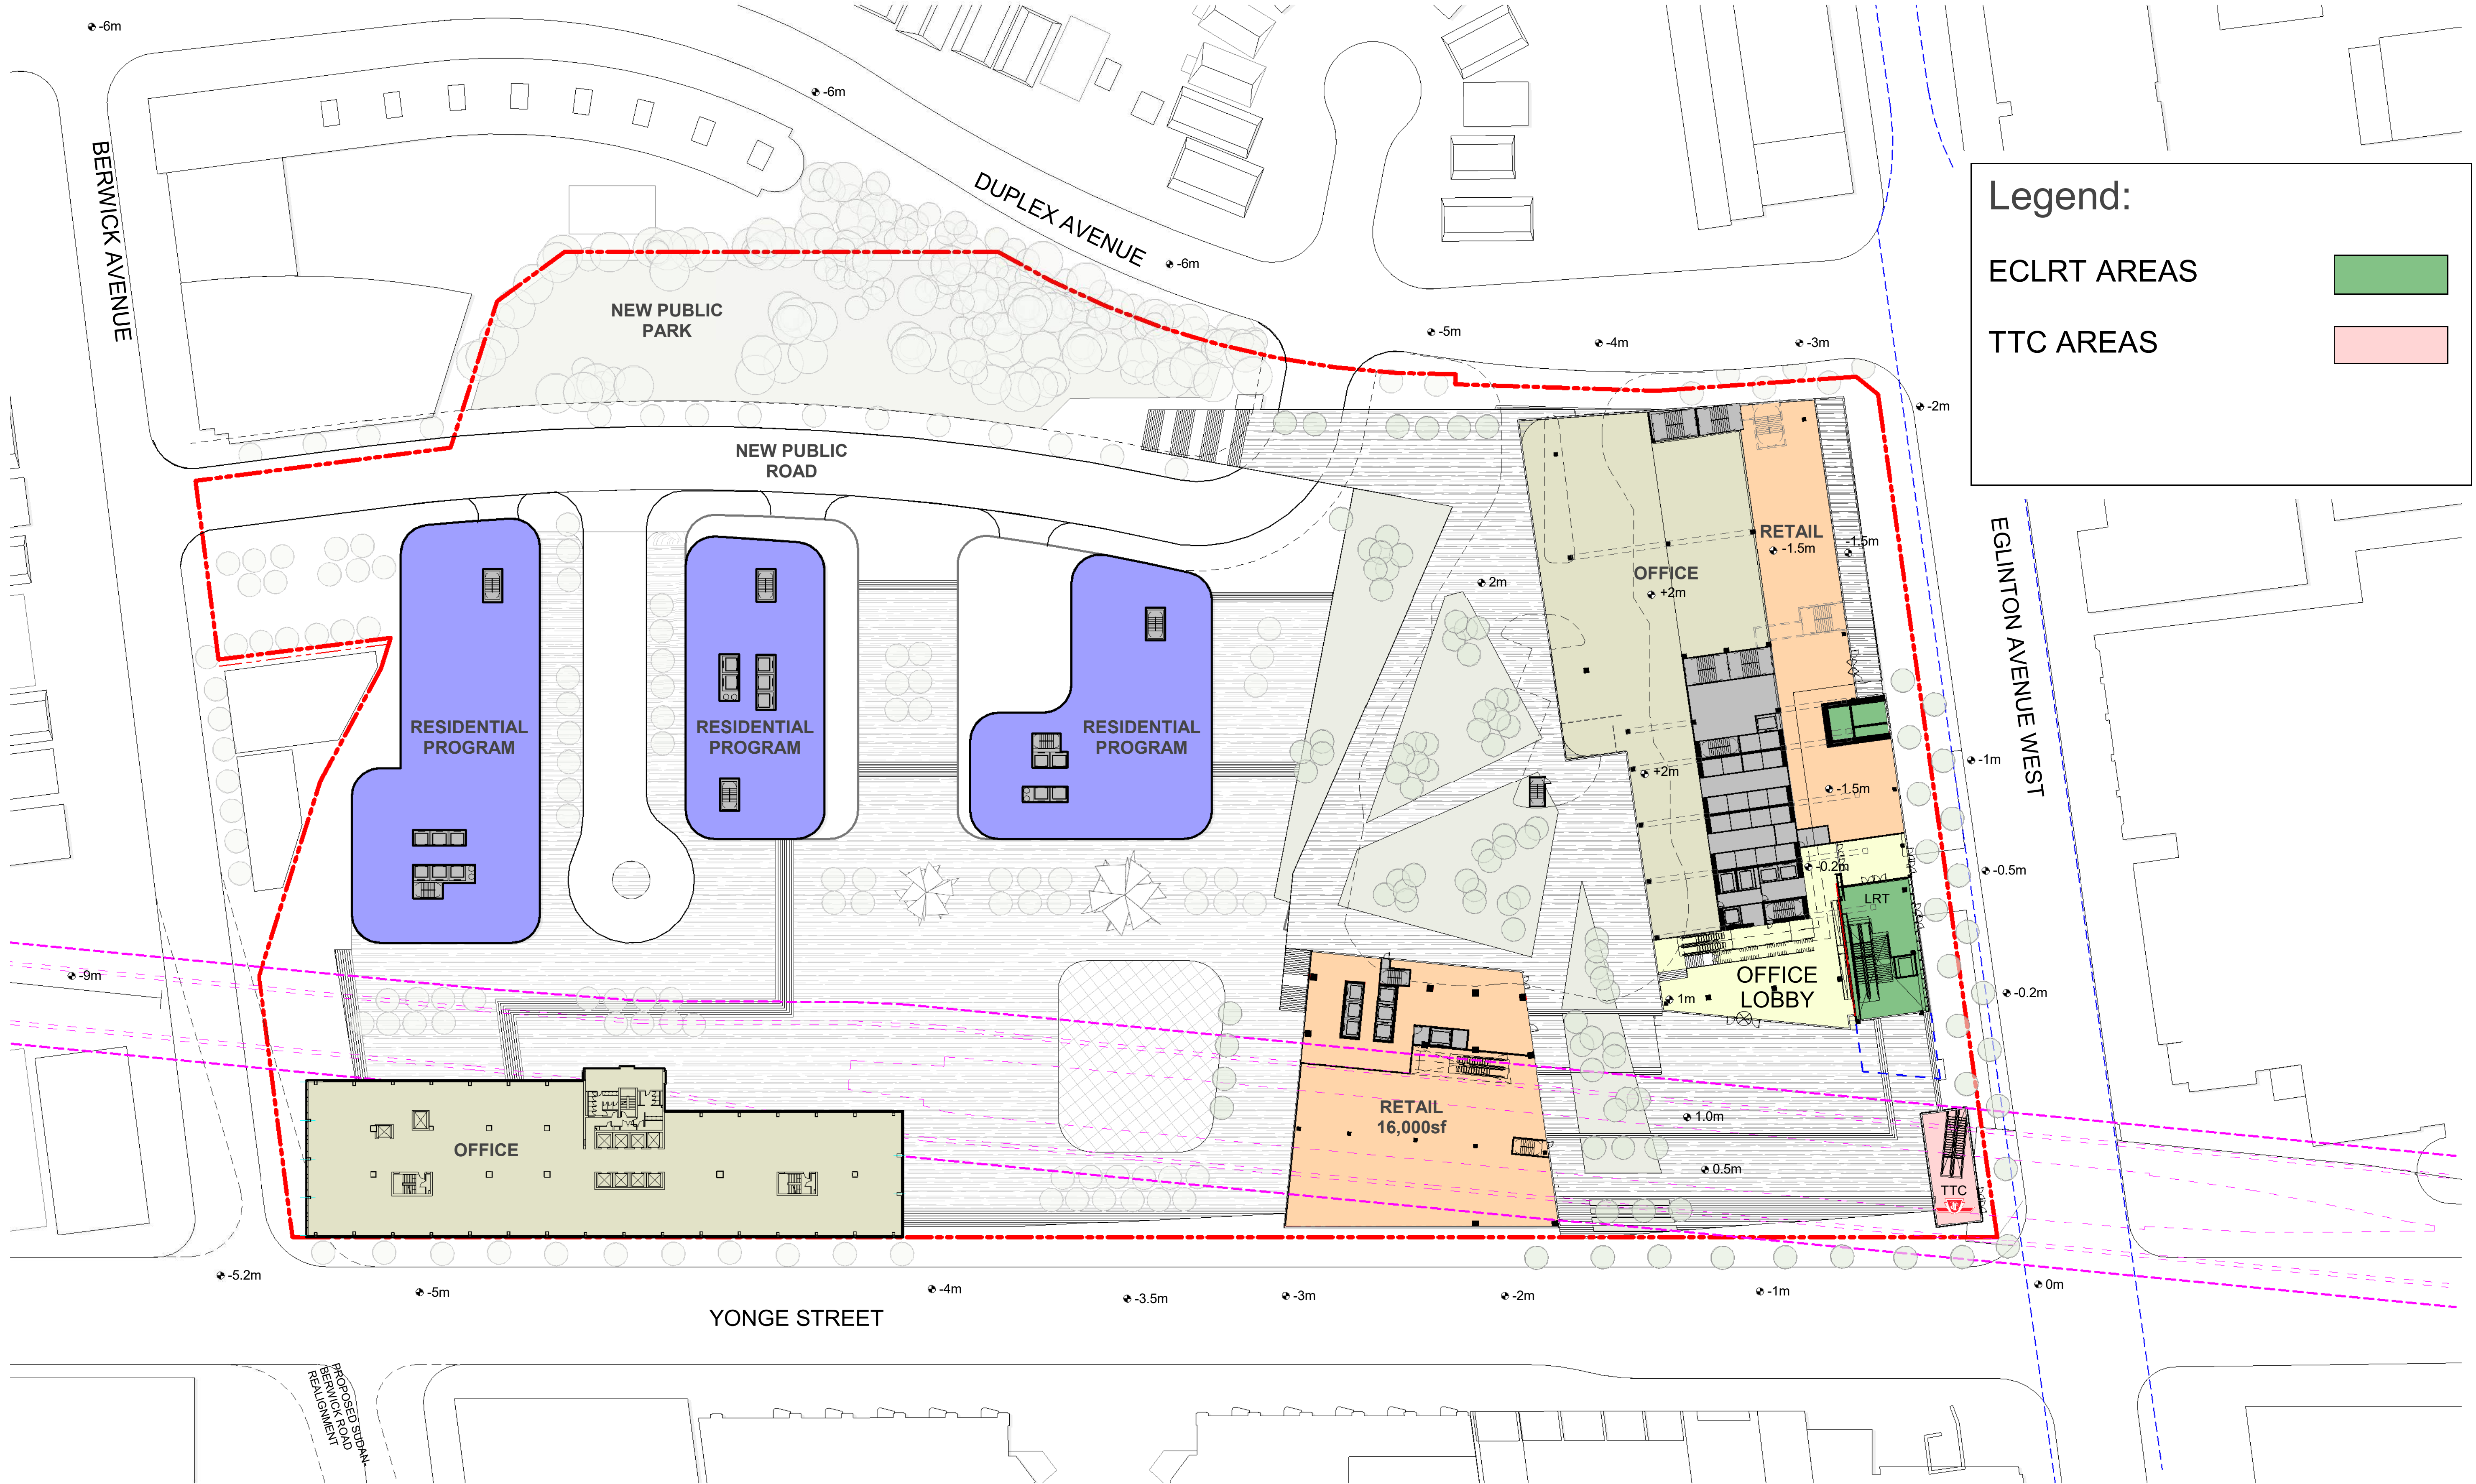 -6m
-6m
BERWICK AVENUE
DUPLEX AVENUE
-6m
Legend:
ECLRT AREAS
TTC AREAS
NEW PUBLIC
PARK
-5m
-4m
-3m
-2m
NEW PUBLIC
ROAD
RETAIL
-1.5m
-1.5m
OFFICE
+2m
2m
EGLINTON AVENUE WEST
RESIDENTIAL
PROGRAM
RESIDENTIAL
PROGRAM
RESIDENTIAL
PROGRAM
+2m
-1.5m
-1m
-0.2m
-0.5m
LRT
-9m
OFFICE
LOBBY
1m
-0.2m
RETAIL
16,000sf
1.0m
OFFICE
0.5m
TTC
-5.2m
-5m
-4m
-3.5m
-3m
-2m
-1m
0m
YONGE STREET
PROPOSED SUDAN-
BERWICK ROAD
REALIGNMENT